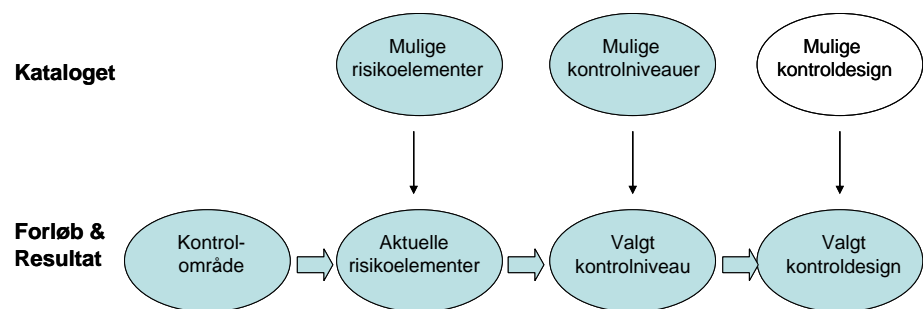 Kataloget
Mulige
risikoelementer
Mulige
kontrolniveauer
Mulige
kontroldesign
Forløb &
Resultat
Kontrol-
område
Aktuelle
risikoelementer
Valgt
kontrolniveau
Valgt
kontroldesign